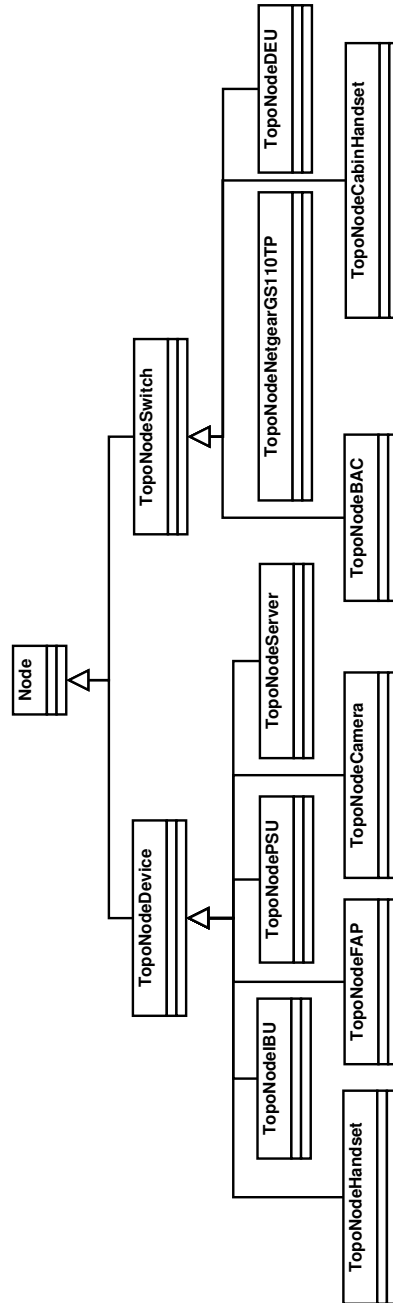 Node
TopoNodeDevice
TopoNodeSwitch
TopoNodeIBU
TopoNodePSU
TopoNodeServer
TopoNodeNetgearGS110TP
TopoNodeDEU
TopoNodeHandset
TopoNodeFAP
TopoNodeCamera
TopoNodeBAC
TopoNodeCabinHandset